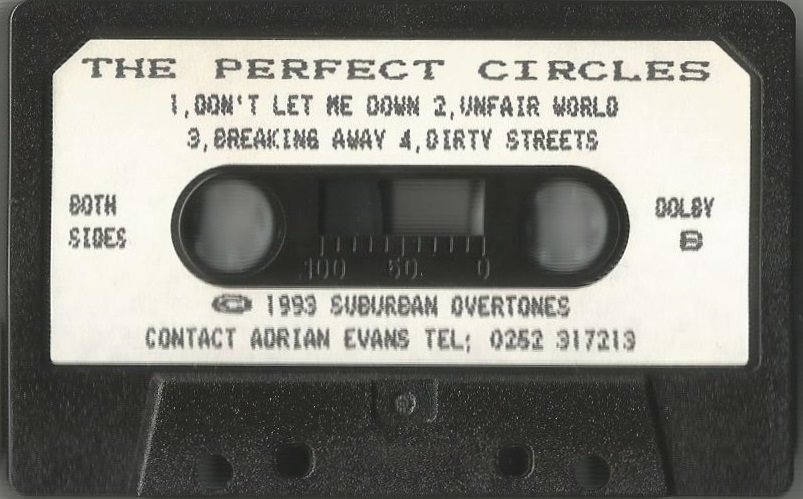 THE PERFECT CIRCLES
1,DON'T LET ME DOWN 2,UNFAIR WORLD
3,BREAKING AWAY 4,DIRTY STREETS
BOTH
SIDES
DOLBY
B
100 50. 0
© 1993 SUBURBAN OVERTONES
CONTACT ADRIAN EVANS TEL; 0252 317213